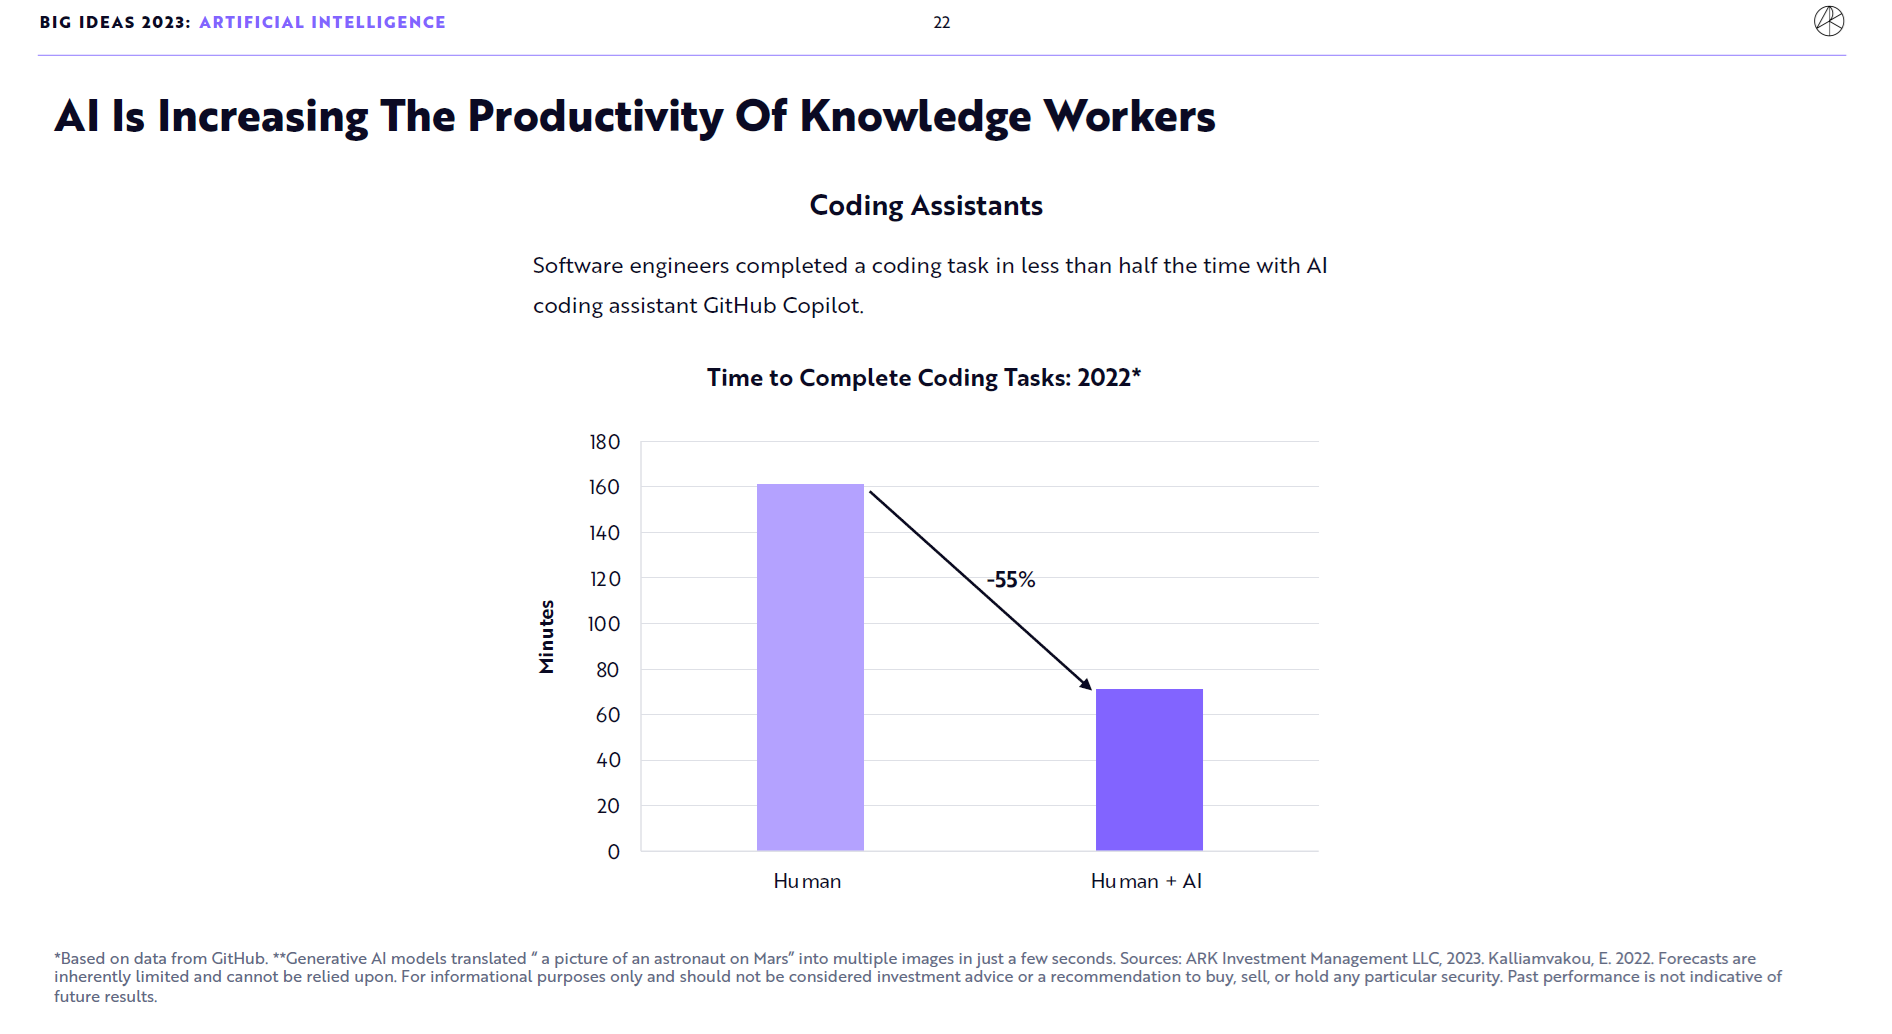 BIG IDEAS 2023: ARTIFICIAL INTELLIGENCE
22
AI Is Increasing The Productivity Of Knowledge Workers
Coding Assistants
Software engineers completed a coding task in less than half the time with AI
coding assistant GitHub Copilot.
Time to Complete Coding Tasks: 2022*
180
160
140
120
100
80
60
40
20
0
Minutes
-55%
Human
Human + AI
*Based on data from GitHub. **Generative AI models translated “ a picture of an astronaut on Mars” into multiple images in just a few seconds. Sources: ARK Investment Management LLC, 2023. Kalliamvakou, E. 2022. Forecasts are
inherently limited and cannot be relied upon. For informational purposes only and should not be considered investment advice or a recommendation to buy, sell, or hold any particular security. Past performance is not indicative of
future results.